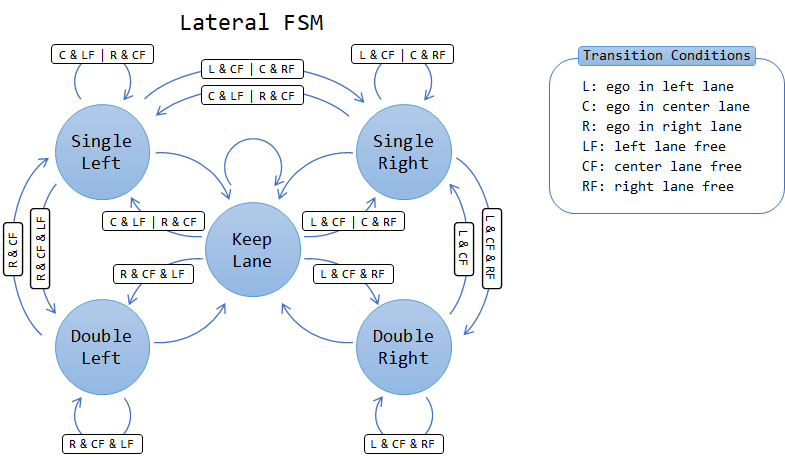 Lateral FSM
C & LF | R & CF
L & CF | C & RF
L & CF | C & RF
C & LF | R & CF
Transition Conditions
L: ego in left lane
C: ego in center lane
R: ego in right lane
LF: left lane free
CF: center lane free
RF: right lane free
Single
Left
Single
Right
C & LF | R & CF
L & CF | C & RF
Keep
Lane
R & CF
R & CF & LF
L & CF
L & CF & RF
R & CF & LF
L & CF & RF
Double
Left
Double
Right
R & CF & LF
L & CF & RF